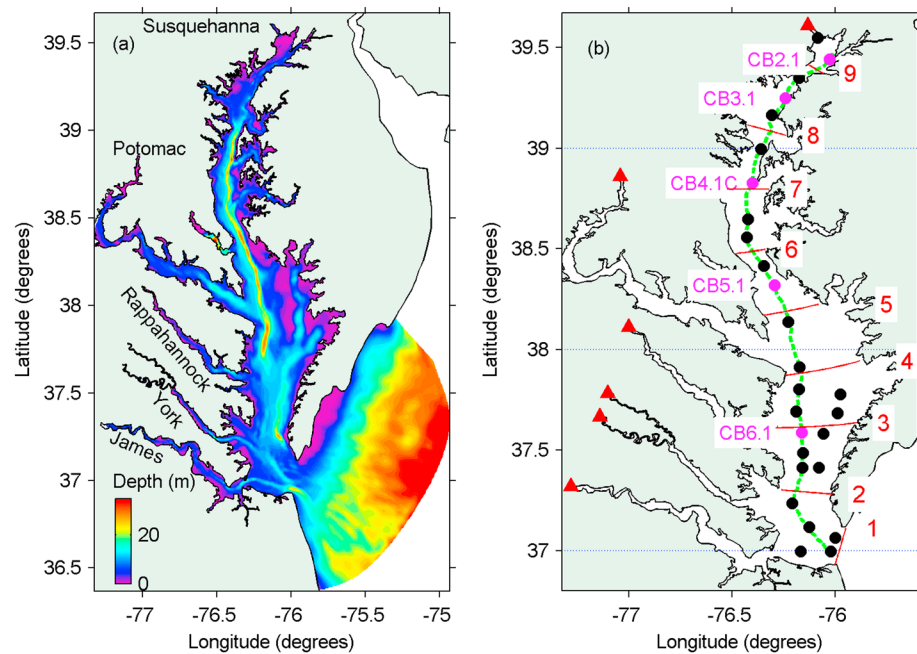 (a)
Susquehanna
Potomac
Rappahannock
York
James
Depth (m)
20
0
39.5
39
38.5
38
37.5
37
36.5
Latitude (degrees)
-77
-76.5
-76
-75.5
-75
Longitude (degrees)
(b)
CB2.1
9
CB3.1
8
CB4.1C
7
6
CB5.1
5
4
3
CB6.1
2
1
39.5
39
38.5
38
37.5
37
Latitude (degrees)
-77
-76.5
-76
Longitude (degrees)